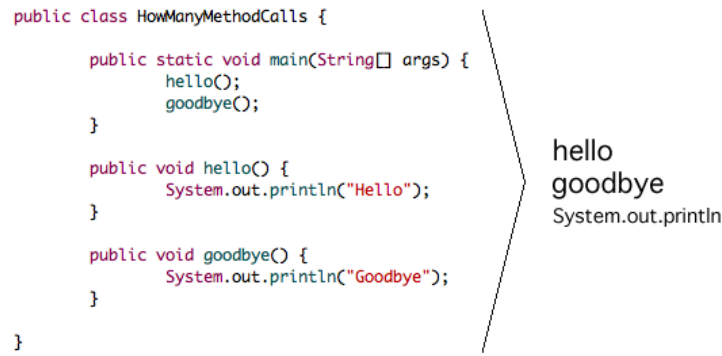 public class HowManyMethodCalls {
public static void main(String[] args) {
hello();
goodbye();
}
public void hello() {
System.out.println("Hello");
}
public void goodbye() {
System.out.println("Goodbye");
}
}
hello
goodbye
System.out.println